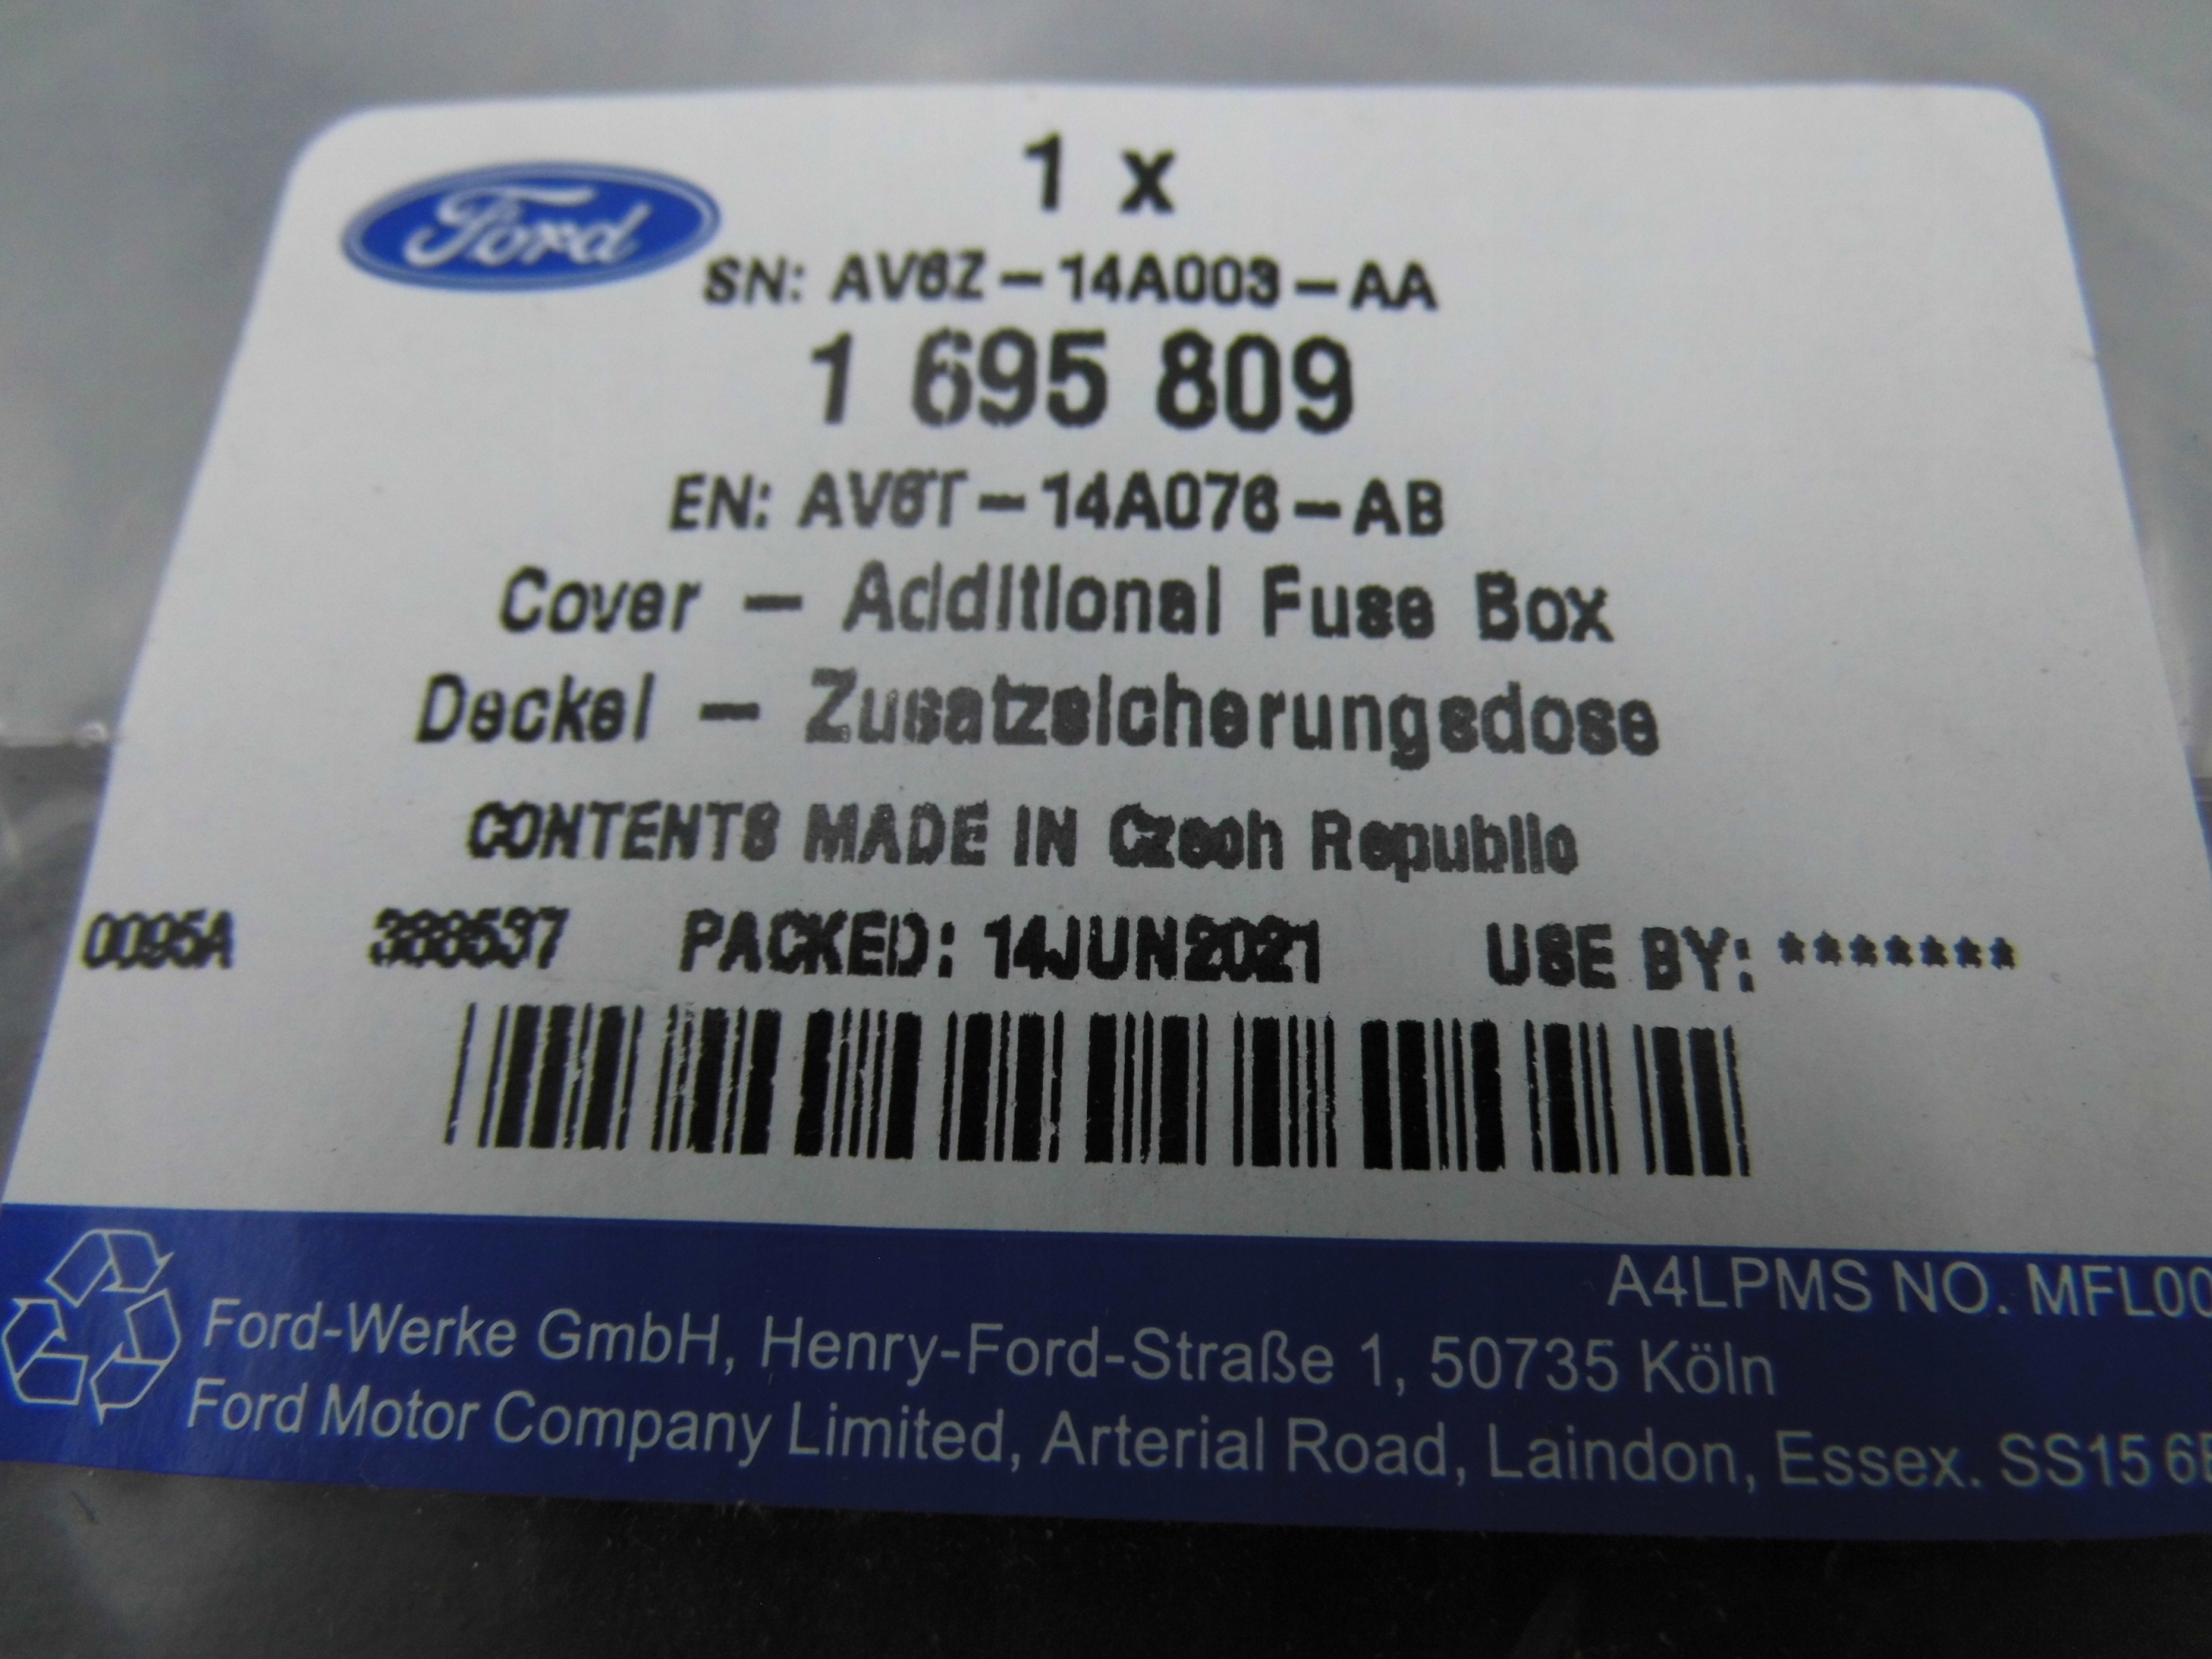 1 x
Ford
SN: AV6Z-14A003-AA
1 695 809
EN: AV6T-14A076-AB
Cover - Additional Fuse Box
Deckel - Zusatzsicherungsdose
CONTENTS MADE IN Czech Republic
0095A 388537 PACKED: 14JUN2021 USE BY: *******
A4LPMS NO. MFL00
Ford-Werke GmbH, Henry-Ford-Straße 1, 50735 Köln
Ford Motor Company Limited, Arterial Road, Laindon, Essex. SS15 6